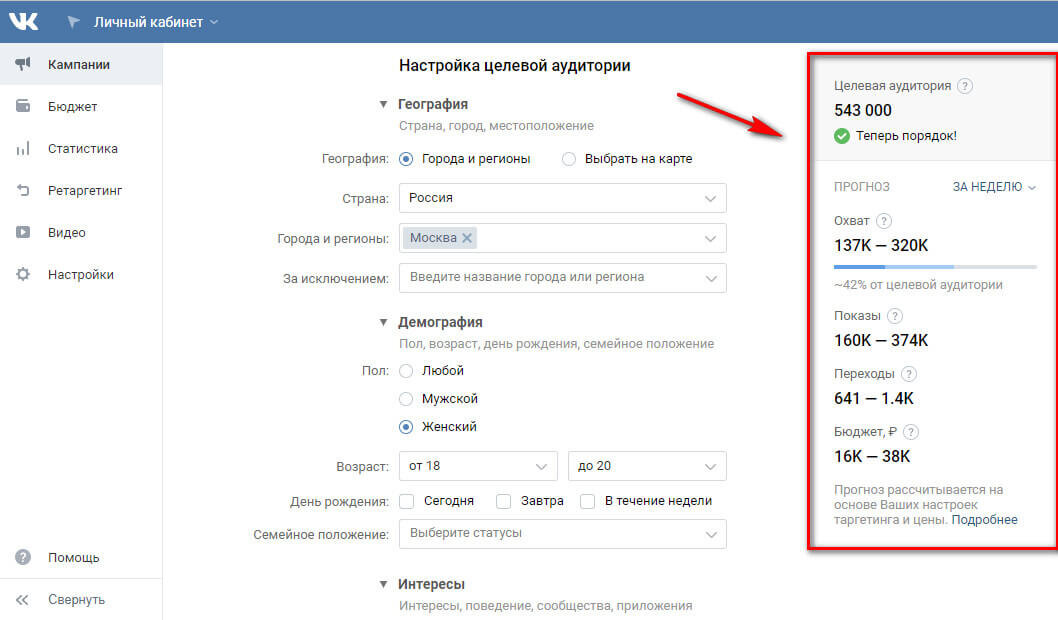 VK Личный кабинет
Кампании
Бюджет
Статистика
Ретаргетинг
Видео
Настройки
Помощь
Свернуть
Настройка целевой аудитории
География
Страна, город, местоположение
География: Города и регионы Выбрать на карте
Страна: Россия
Города и регионы: Москва
За исключением: Введите название города или региона
Демография
Пол, возраст, день рождения, семейное положение
Пол: Любой
Мужской
Женский
Возраст: от 18 до 20
День рождения: Сегодня Завтра В течение недели
Семейное положение: Выберите статусы
Интересы
Интересы, поведение, сообщества, приложения
Целевая аудитория ?
543 000
Теперь порядок!
ПРОГНОЗ ЗА НЕДЕЛЮ
Охват ?
137K — 320K
~42% от целевой аудитории
Показы ?
160K — 374K
Переходы ?
641 — 1.4K
Бюджет, ₽ ?
16K — 38K
Прогноз рассчитывается на
основе Ваших настроек
таргетинга и цены. Подробнее